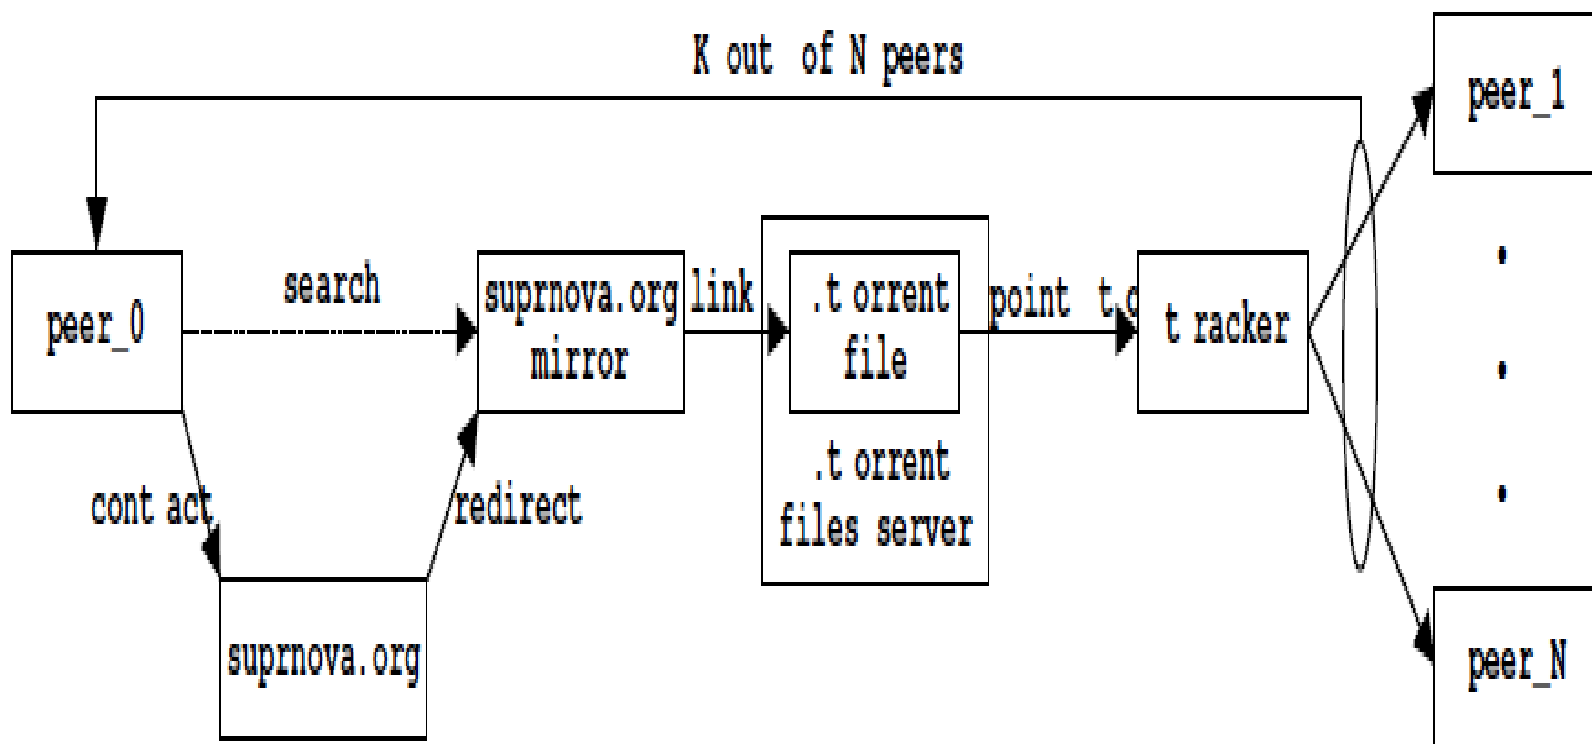 K out of N peers
peer_1
peer_0
search
suprnova.org
mirror
link
.t orrent
file
point t o
t racker
.t orrent
files server
cont act
redirect
suprnova.org
peer_N